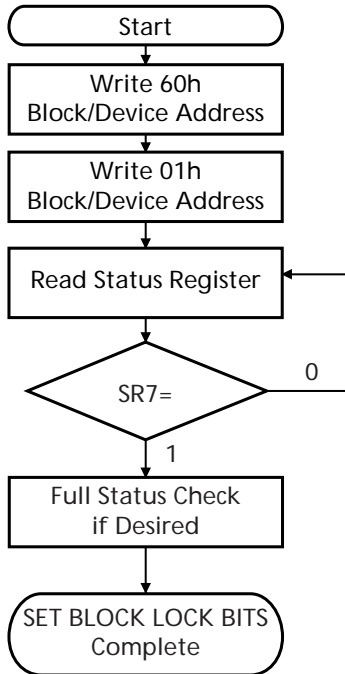 Start
Write 60h
Block/Device Address
Write 01h
Block/Device Address
Read Status Register
0
SR7=
1
Full Status Check
if Desired
SET BLOCK LOCK BITS
Complete